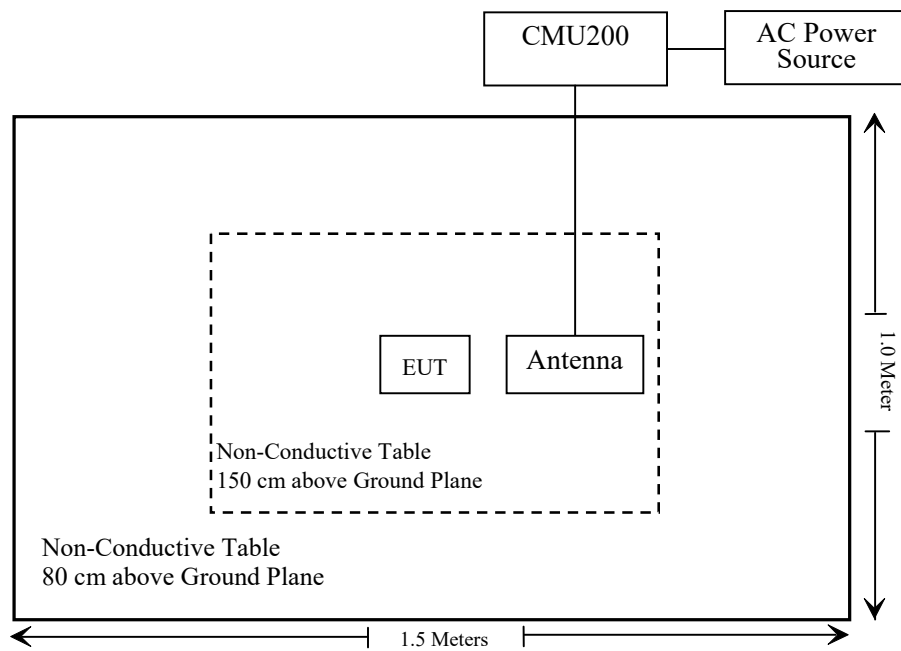 CMU200
AC Power
Source
EUT
Antenna
1.0 Meter
Non-Conductive Table
150 cm above Ground Plane
Non-Conductive Table
80 cm above Ground Plane
1.5 Meters